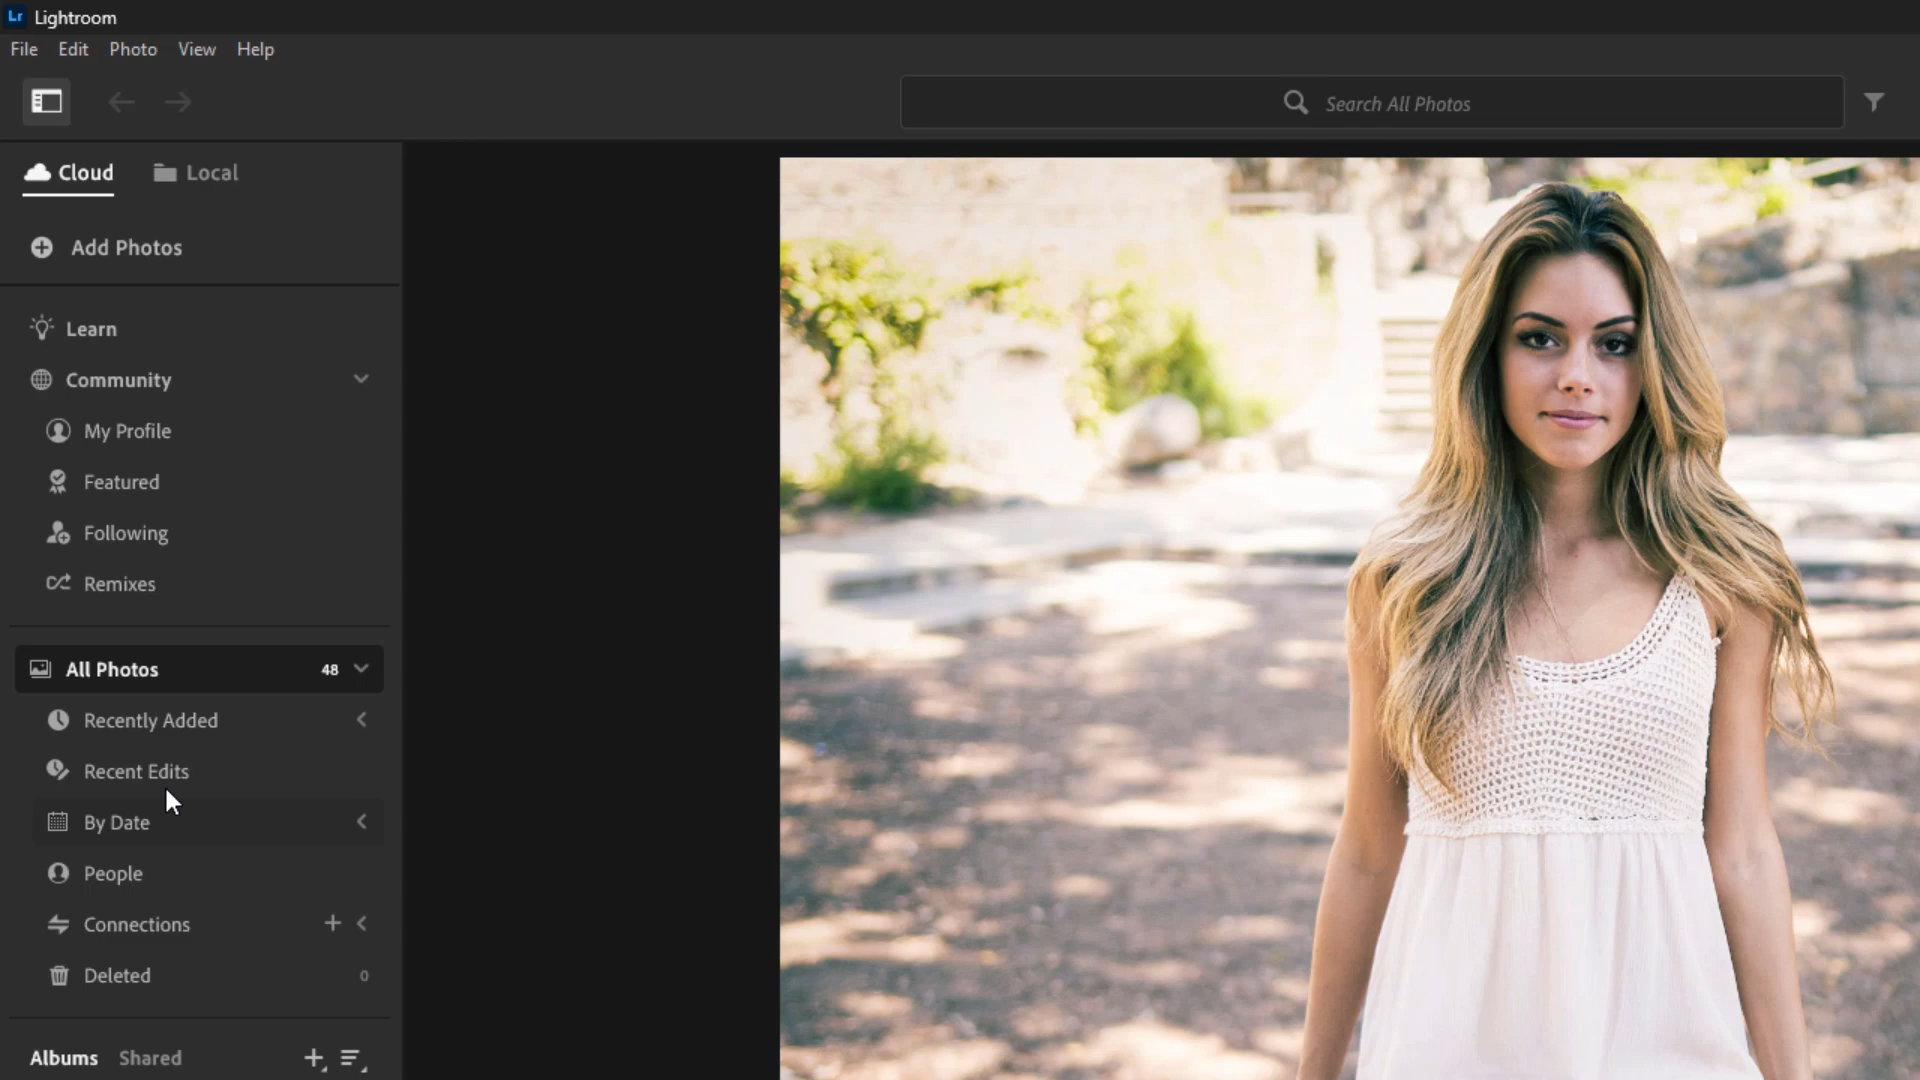 Lr Lightroom
File Edit Photo View Help
Search All Photos
Cloud Local
Add Photos
Learn
Community
My Profile
Featured
Following
Remixes
All Photos 48
Recently Added
Recent Edits
By Date
People
Connections
Deleted 0
Albums Shared